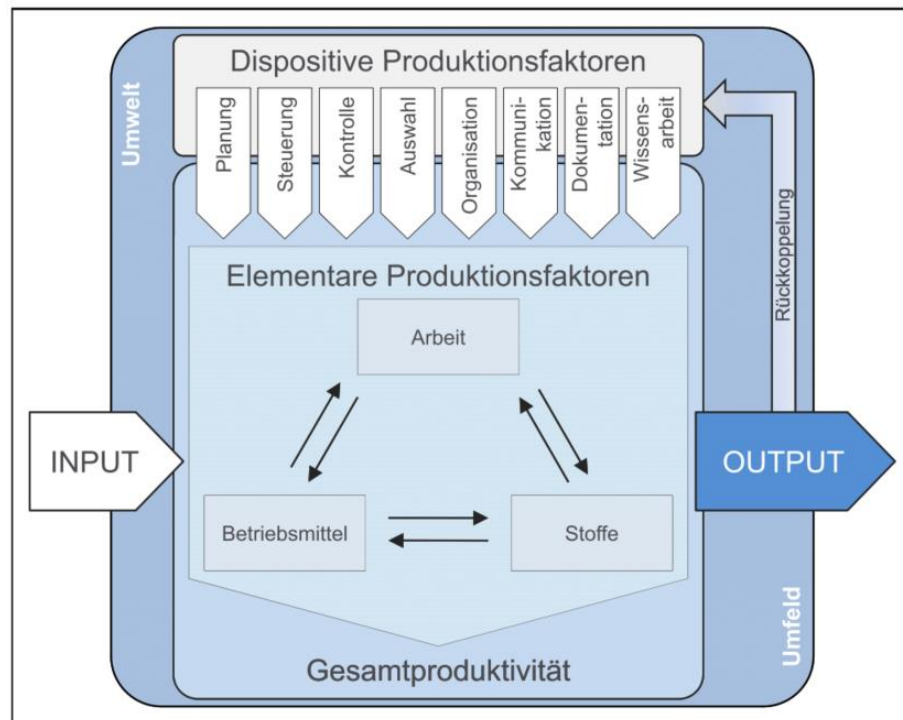 Dispositive Produktionsfaktoren
Umwelt
Planung
Steuerung
Kontrolle
Auswahl
Organisation
Kommuni-
kation
Dokumen-
tation
Wissens-
arbeit
Rückkoppelung
Elementare Produktionsfaktoren
Arbeit
INPUT
OUTPUT
Betriebsmittel
Stoffe
Umfeld
Gesamtproduktivität